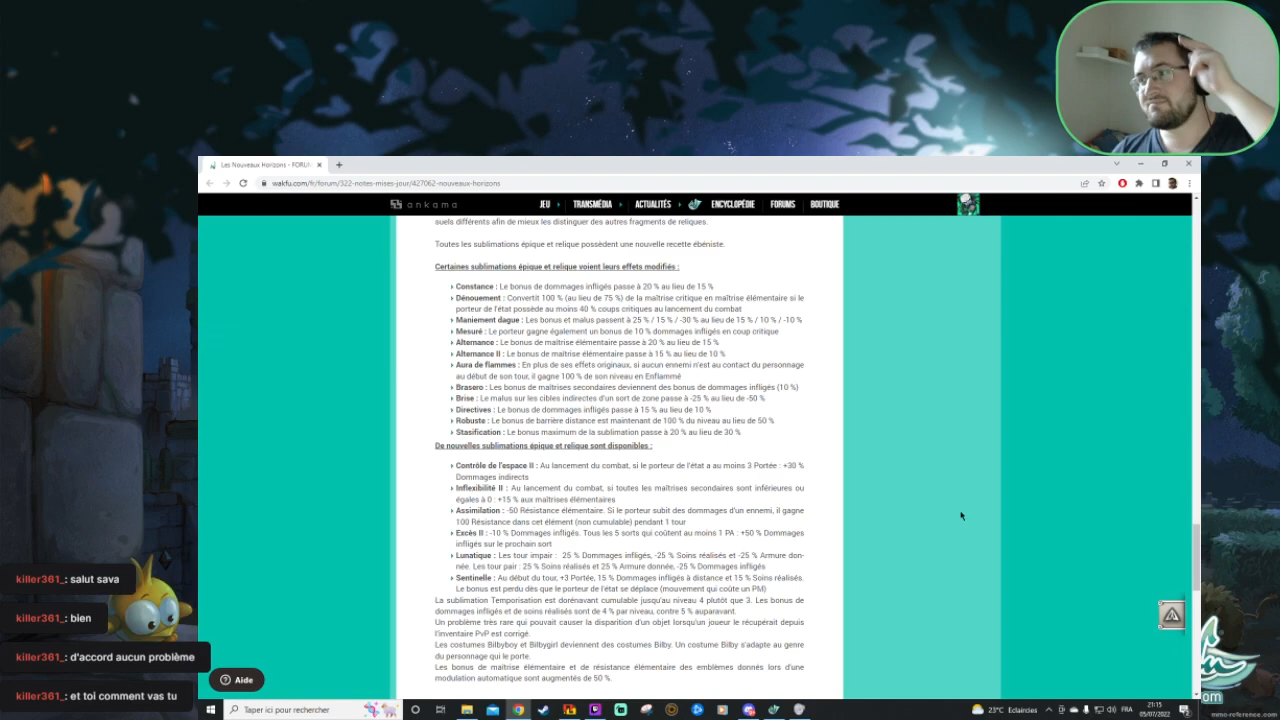 Les Nouveaux Horizons - FORU
wakfu.com/fr/forum/322-notes-mises-jour/427062-nouveaux-horizons
ankama
JEU
TRANSMÉDIA
ACTUALITÉS
ENCYCLOPÉDIE
FORUMS
BOUTIQUE
suels différents afin de mieux les distinguer des autres fragments de reliques.
Toutes les sublimations épique et relique possèdent une nouvelle recette ébéniste.
Certaines sublimations épique et relique voient leurs effets modifiés :
Constance : Le bonus de dommages infligés passe à 20 % au lieu de 15 %
Dénouement : Convertit 100 % (au lieu de 75 %) de la maîtrise critique en maîtrise élémentaire si le
porteur de l'état possède au moins 40 % coups critiques au lancement du combat
Maniement dague : Les bonus et malus passent à 25 % / 15 % / -30 % au lieu de 15 % / 10 % / -10 %
Mesuré : Le porteur gagne également un bonus de 10 % dommages infligés en coup critique
Alternance : Le bonus de maîtrise élémentaire passe à 20 % au lieu de 15 %
Alternance II : Le bonus de maîtrise élémentaire passe à 15 % au lieu de 10 %
Aura de flammes : En plus de ses effets originaux, si aucun ennemi n'est au contact du personnage
au début de son tour, il gagne 100 % de son niveau en Enflammé
Brasero : Les bonus de maîtrises secondaires deviennent des bonus de dommages infligés (10 %)
Brise : Le malus sur les cibles indirectes d'un sort de zone passe à -25 % au lieu de -50 %
Directives : Le bonus de dommages infligés passe à 15 % au lieu de 10 %
Robuste : Le bonus de barrière distance est maintenant de 100 % du niveau au lieu de 50 %
Stasification : Le bonus maximum de la sublimation passe à 20 % au lieu de 30 %
De nouvelles sublimations épique et relique sont disponibles :
Contrôle de l'espace II : Au lancement du combat, si le porteur de l'état a au moins 3 Portée : +30 %
Dommages indirects
Inflexibilité II : Au lancement du combat, si toutes les maîtrises secondaires sont inférieures ou
égales à 0 : +15 % aux maîtrises élémentaires
Assimilation : -50 Résistance élémentaire. Si le porteur subit des dommages d'un ennemi, il gagne
100 Résistance dans cet élément (non cumulable) pendant 1 tour
Excès II : -10 % Dommages infligés. Tous les 5 sorts qui coûtent au moins 1 PA : +50 % Dommages
infligés sur le prochain sort
Lunatique : Les tour impair : 25 % Dommages infligés, -25 % Soins réalisés et -25 % Armure don-
née. Les tour pair : 25 % Soins réalisés et 25 % Armure donnée, -25 % Dommages infligés
Sentinelle : Au début du tour, +3 Portée, 15 % Dommages infligés à distance et 15 % Soins réalisés.
Le bonus est perdu dès que le porteur de l'état se déplace (mouvement qui coûte un PM)
La sublimation Temporisation est dorénavant cumulable jusqu'au niveau 4 plutôt que 3. Les bonus de
dommages infligés et de soins réalisés sont de 4 % par niveau, contre 5 % auparavant.
Un problème très rare qui pouvait causer la disparition d'un objet lorsqu'un joueur le récupérait depuis
l'inventaire PvP est corrigé.
Les costumes Bilbyboy et Bilbygirl deviennent des costumes Bilby. Un costume Bilby s'adapte au genre
du personnage qui le porte.
Les bonus de maîtrise élémentaire et de résistance élémentaire des emblèmes donnés lors d'une
modulation automatique sont augmentés de 50 %.
killer361_: salut sava
killer361_: bien
killer361_: d'accord aucun problème
killer361_: et toi comment vas tu
Aide
Taper ici pour rechercher
23°C Eclaircies
FRA
21:15
05/07/2022
om
mmo-reference.com